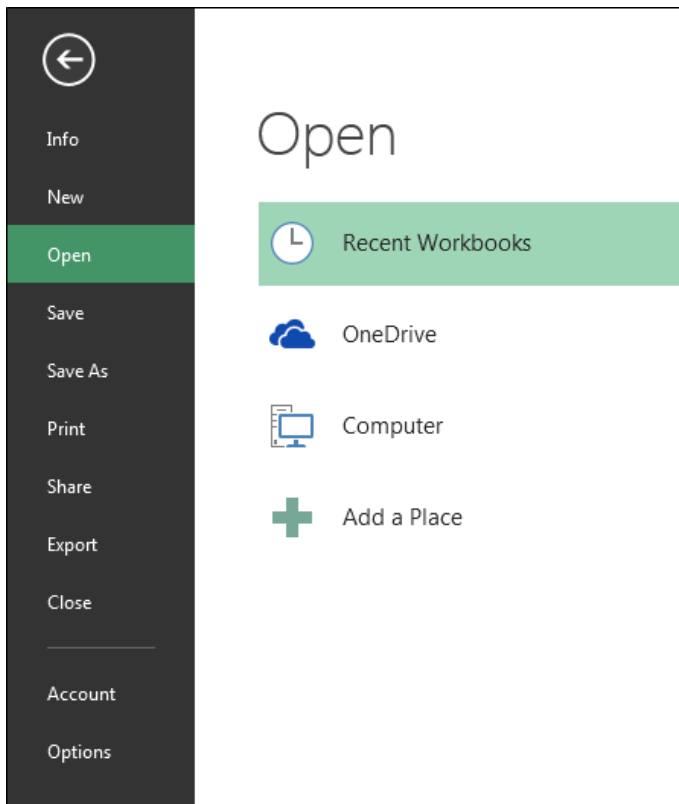 Info
New
Open
Save
Save As
Print
Share
Export
Close
Account
Options
Open
Recent Workbooks
OneDrive
Computer
Add a Place